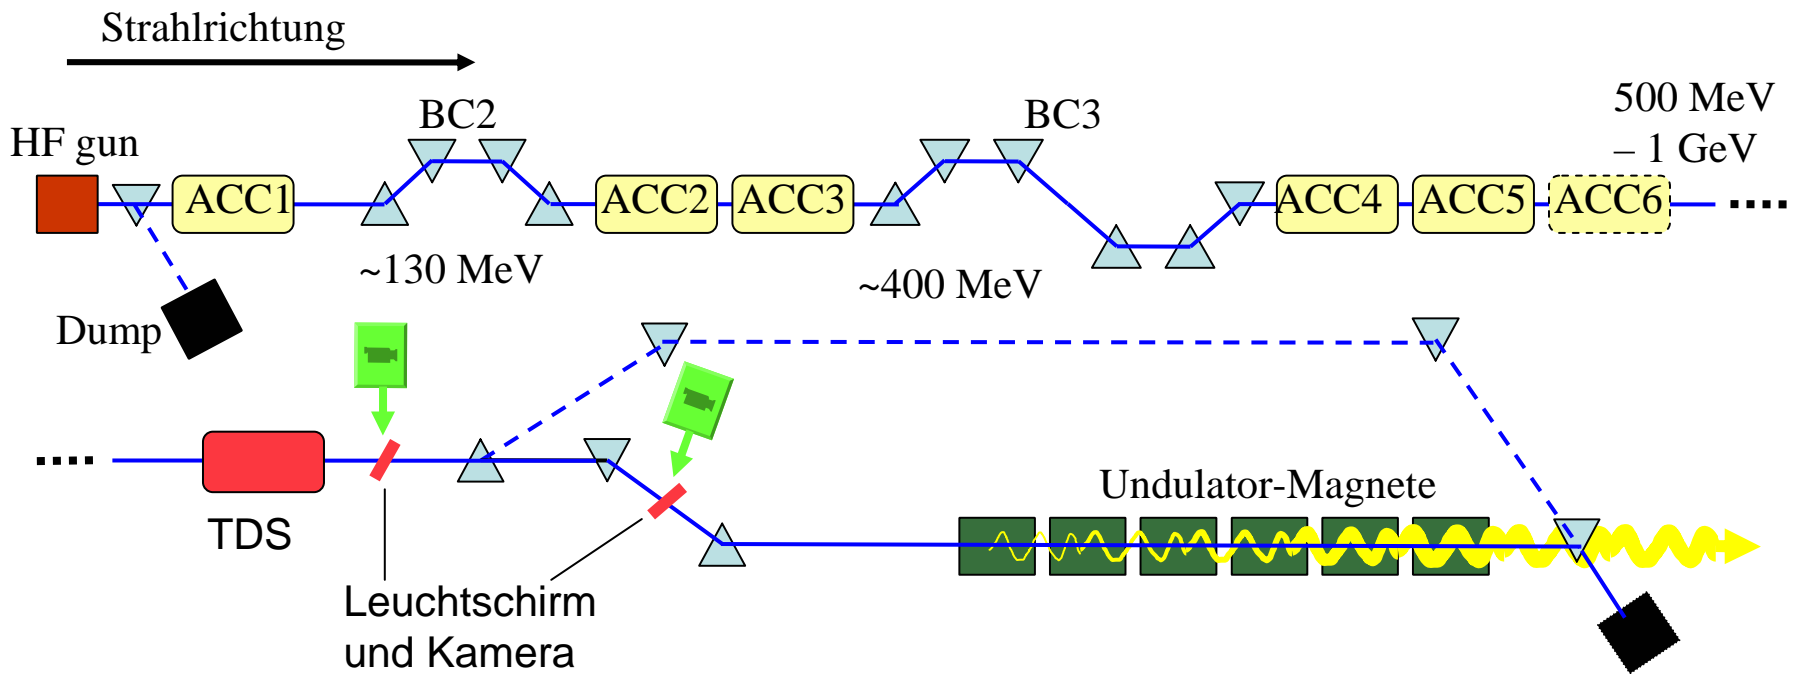 Strahlrichtung
BC2
BC3
500 MeV
– 1 GeV
HF gun
ACC1
ACC2
ACC3
ACC4
ACC5
ACC6
~130 MeV
~400 MeV
Dump
TDS
Undulator-Magnete
Leuchtschirm
und Kamera